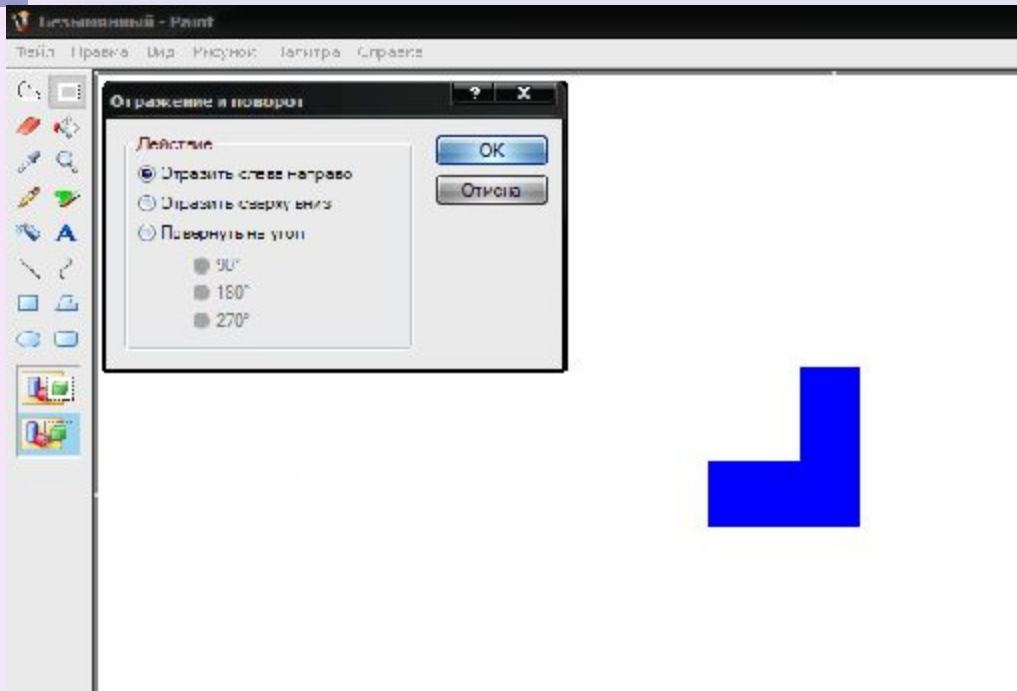 Безымянный - Paint
Файл Правка Вид Рисунок Палитра Справка
Отражение и поворот
? X
Действие
Отразить слева направо
Отразить сверху вниз
Повернуть на угол
90°
180°
270°
OK
Отмена
A